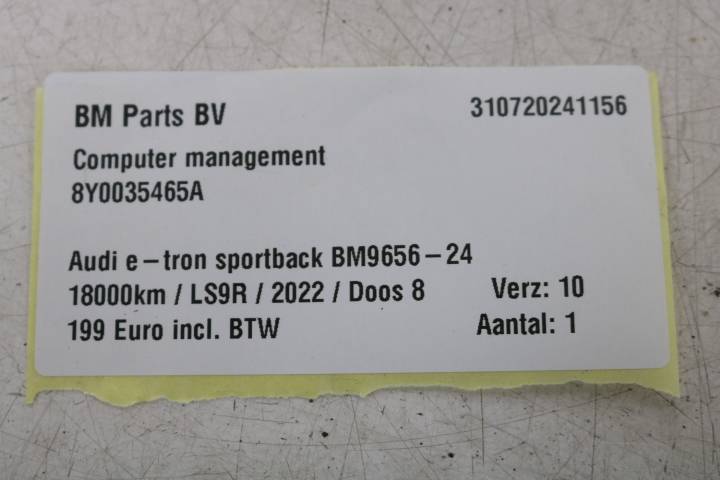 BM Parts BV 310720241156
Computer management
8Y0035465A
Audi e-tron sportback BM9656-24
18000km / LS9R / 2022 / Doos 8 Verz: 10
199 Euro incl. BTW Aantal: 1